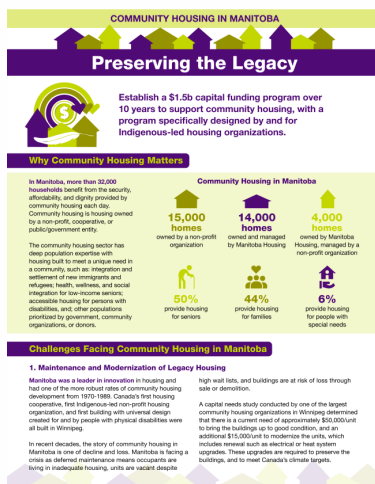 COMMUNITY HOUSING IN MANITOBA
Preserving the Legacy
$
Establish a $1.5b capital funding program over
10 years to support community housing, with a
program specifically designed by and for
Indigenous-led housing organizations.
Why Community Housing Matters
In Manitoba, more than 32,000
households benefit from the security,
affordability, and dignity provided by
community housing each day.
Community housing is housing owned
by a non-profit, cooperative, or
public/government entity.
The community housing sector has
deep population expertise with
housing built to meet a unique need in
a community, such as: integration and
settlement of new immigrants and
refugees; health, wellness, and social
integration for low-income seniors;
accessible housing for persons with
disabilities, and; other populations
prioritized by government, community
organizations, or donors.
Community Housing in Manitoba
15,000
homes
owned by a non-profit
organization
14,000
homes
owned and managed
by Manitoba Housing
4,000
homes
owned by Manitoba
Housing, managed by a
non-profit organization
50%
provide housing
for seniors
44%
provide housing
for families
6%
provide housing
for people with
special needs
Challenges Facing Community Housing in Manitoba
1. Maintenance and Modernization of Legacy Housing
Manitoba was a leader in innovation in housing and
had one of the more robust rates of community housing
development from 1970-1989. Canada's first housing
cooperative, first Indigenous-led non-profit housing
organization, and first building with universal design
created for and by people with physical disabilities were
all built in Winnipeg.
In recent decades, the story of community housing in
Manitoba is one of decline and loss. Manitoba is facing a
crisis as deferred maintenance means occupants are
living in inadequate housing, units are vacant despite
high wait lists, and buildings are at risk of loss through
sale or demolition.
A capital needs study conducted by one of the largest
community housing organizations in Winnipeg determined
that there is a current need of approximately $50,000/unit
to bring the buildings up to good condition, and an
additional $15,000/unit to modernize the units, which
includes renewal such as electrical or heat system
upgrades. These upgrades are required to preserve the
buildings, and to meet Canada's climate targets.